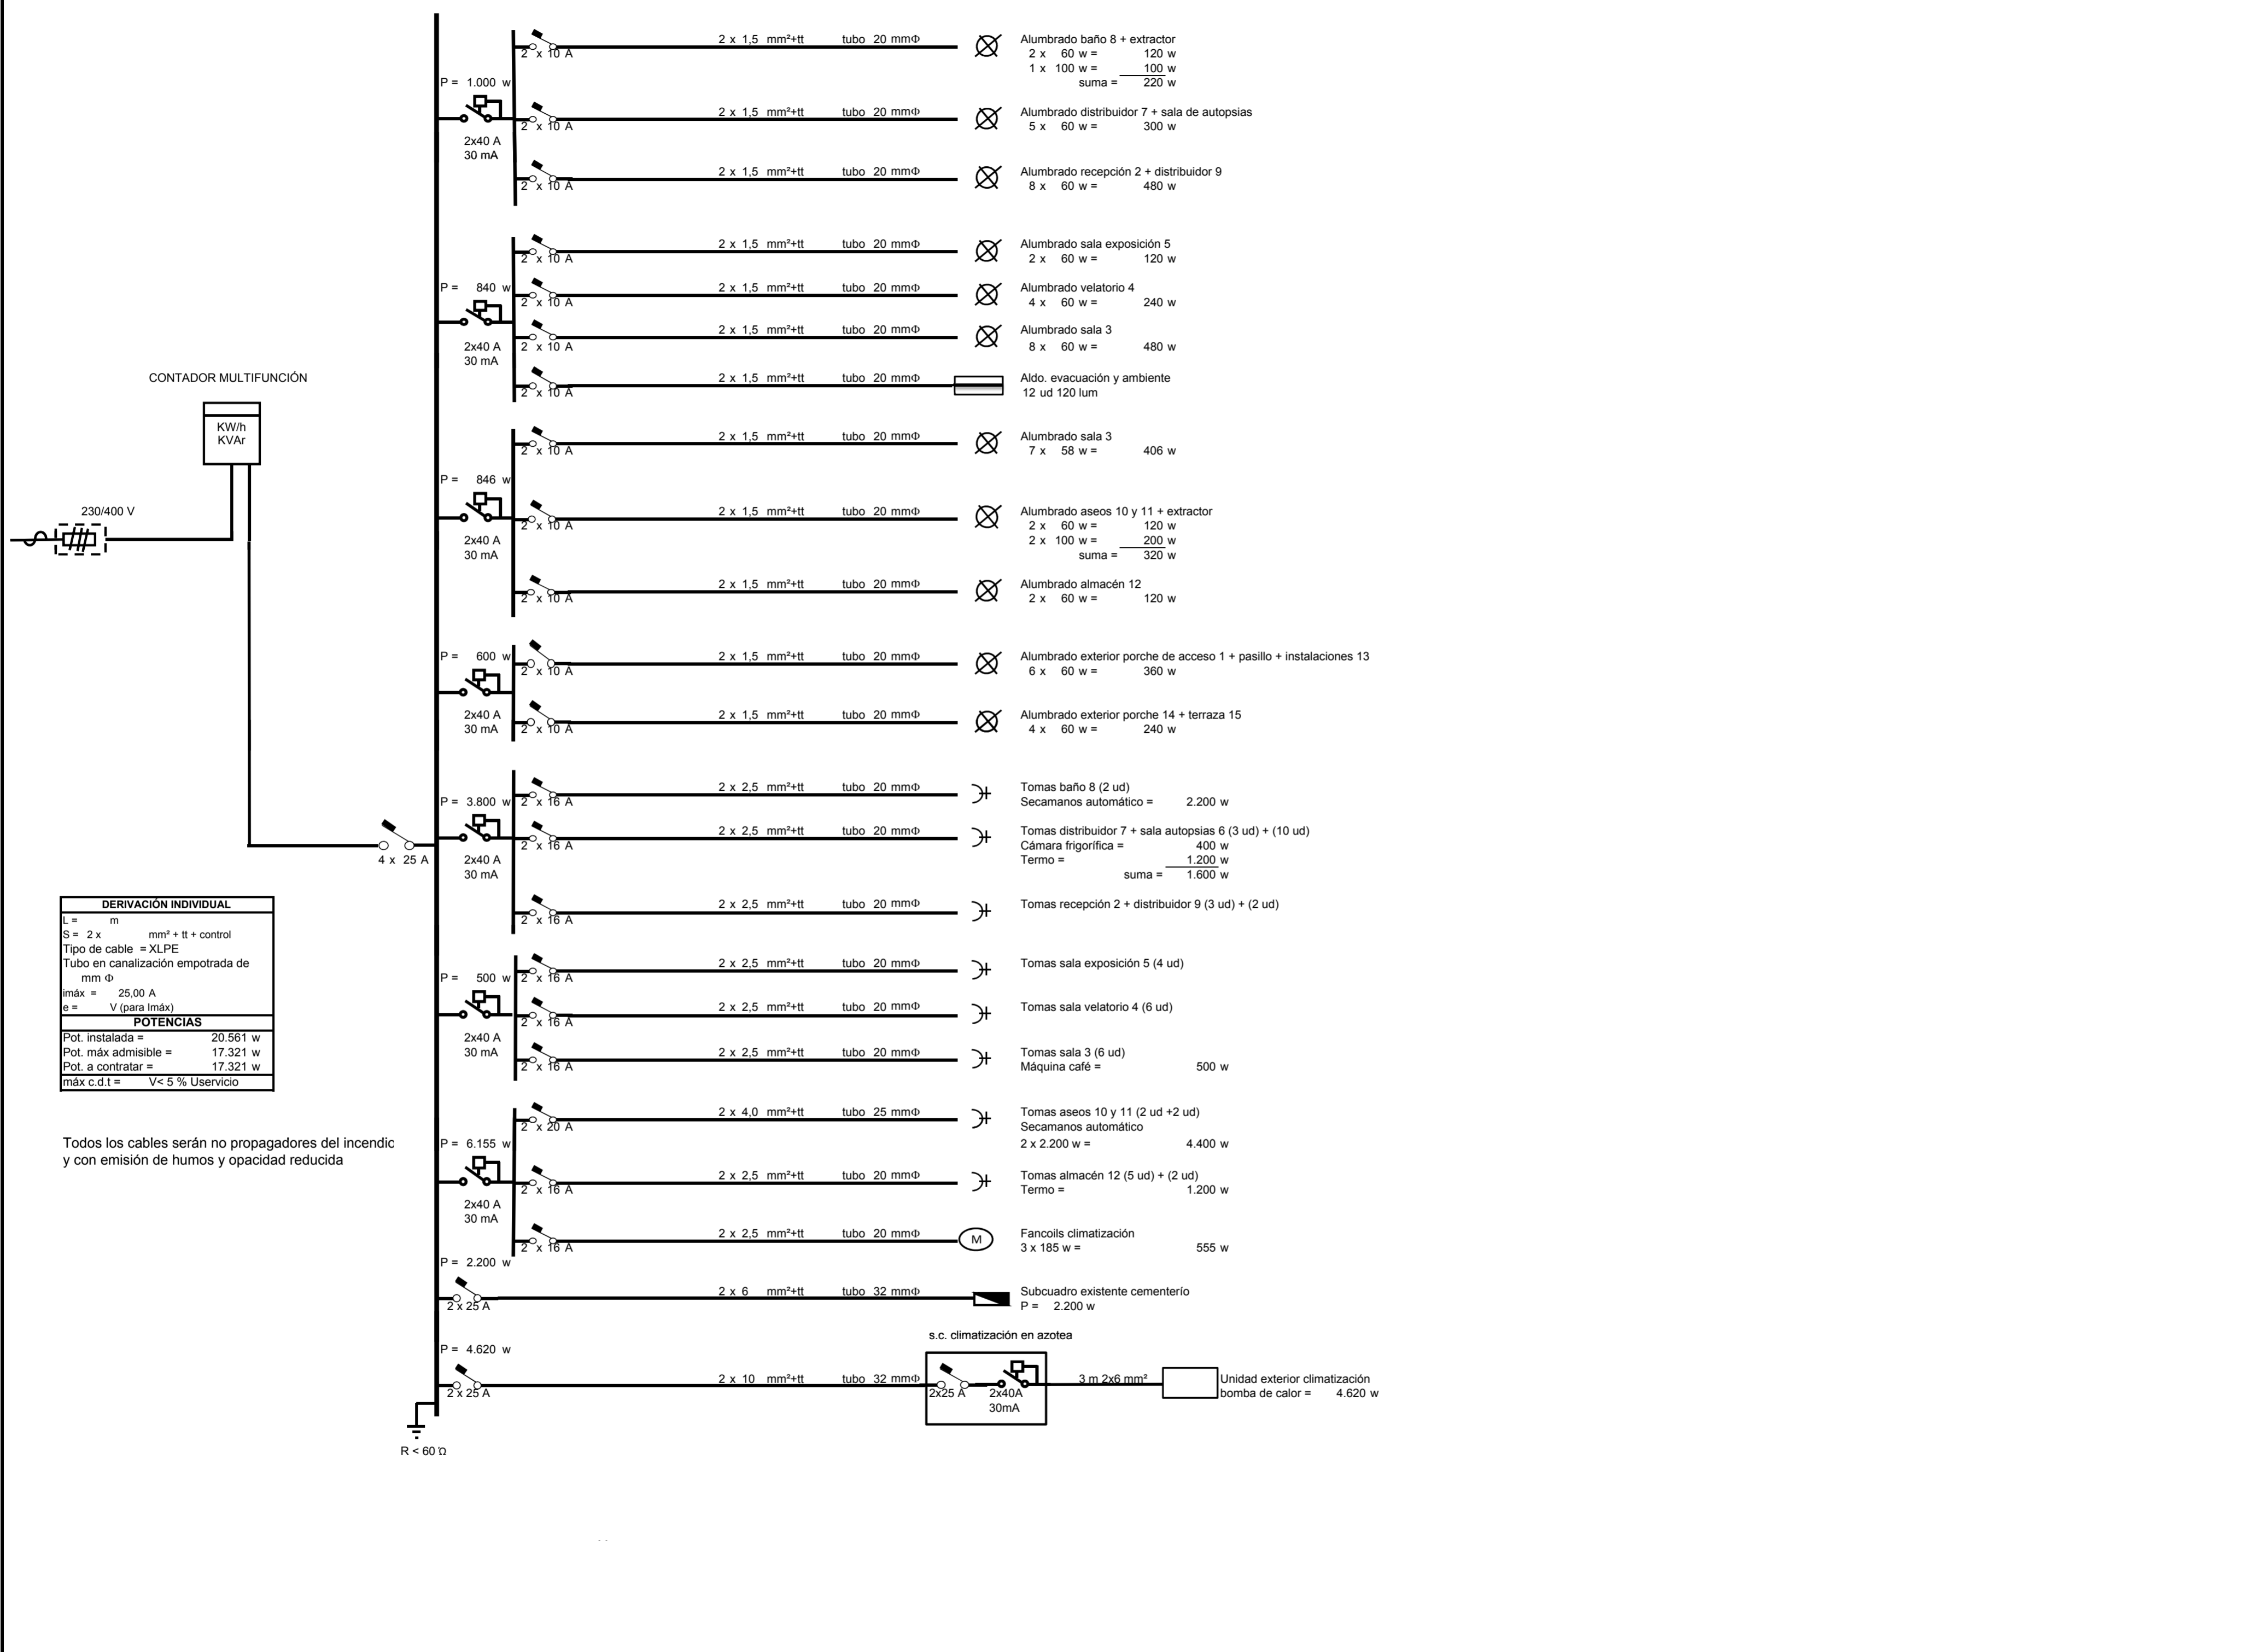 2 x 1,5 mm²+tt tubo 20 mmΦ Alumbrado baño 8 + extractor
2 x 10 A 2 x 60 w = 120 w
1 x 100 w = 100 w
P = 1.000 w suma = 220 w
2 x 1,5 mm²+tt tubo 20 mmΦ Alumbrado distribuidor 7 + sala de autopsias
2 x 10 A 5 x 60 w = 300 w
2x40 A
30 mA
2 x 1,5 mm²+tt tubo 20 mmΦ Alumbrado recepción 2 + distribuidor 9
2 x 10 A 8 x 60 w = 480 w
2 x 1,5 mm²+tt tubo 20 mmΦ Alumbrado sala exposición 5
2 x 10 A 2 x 60 w = 120 w
P = 840 w 2 x 1,5 mm²+tt tubo 20 mmΦ Alumbrado velatorio 4
2 x 10 A 4 x 60 w = 240 w
2 x 1,5 mm²+tt tubo 20 mmΦ Alumbrado sala 3
2x40 A 2 x 10 A 8 x 60 w = 480 w
30 mA
CONTADOR MULTIFUNCIÓN
2 x 1,5 mm²+tt tubo 20 mmΦ Aldo. evacuación y ambiente
2 x 10 A 12 ud 120 lum
KW/h
KVAr
2 x 1,5 mm²+tt tubo 20 mmΦ Alumbrado sala 3
2 x 10 A 7 x 58 w = 406 w
P = 846 w
230/400 V
2 x 1,5 mm²+tt tubo 20 mmΦ Alumbrado aseos 10 y 11 + extractor
2 x 10 A 2 x 60 w = 120 w
2x40 A 2 x 100 w = 200 w
30 mA suma = 320 w
2 x 1,5 mm²+tt tubo 20 mmΦ Alumbrado almacén 12
2 x 10 A 2 x 60 w = 120 w
P = 600 w 2 x 1,5 mm²+tt tubo 20 mmΦ Alumbrado exterior porche de acceso 1 + pasillo + instalaciones 13
2 x 10 A 6 x 60 w = 360 w
2x40 A 2 x 1,5 mm²+tt tubo 20 mmΦ Alumbrado exterior porche 14 + terraza 15
30 mA 2 x 10 A 4 x 60 w = 240 w
2 x 2,5 mm²+tt tubo 20 mmΦ Tomas baño 8 (2 ud)
P = 3.800 w 2 x 16 A Secamanos automático = 2.200 w
2 x 2,5 mm²+tt tubo 20 mmΦ Tomas distribuidor 7 + sala autopsias 6 (3 ud) + (10 ud)
2 x 16 A Cámara frigorífica = 400 w
4 x 25 A 2x40 A Termo = 1.200 w
30 mA suma = 1.600 w
2 x 2,5 mm²+tt tubo 20 mmΦ Tomas recepción 2 + distribuidor 9 (3 ud) + (2 ud)
2 x 16 A
DERIVACIÓN INDIVIDUAL
L = m
S = 2 x mm² + tt + control
Tipo de cable = XLPE
Tubo en canalización empotrada de
mm Φ
imáx = 25,00 A
e = V (para Imáx)
POTENCIAS
Pot. instalada = 20.561 w
Pot. máx admisible = 17.321 w
Pot. a contratar = 17.321 w
máx c.d.t = V< 5 % Uservicio
2 x 2,5 mm²+tt tubo 20 mmΦ Tomas sala exposición 5 (4 ud)
P = 500 w 2 x 16 A
2 x 2,5 mm²+tt tubo 20 mmΦ Tomas sala velatorio 4 (6 ud)
2 x 16 A
2x40 A
30 mA 2 x 2,5 mm²+tt tubo 20 mmΦ Tomas sala 3 (6 ud)
2 x 16 A Máquina café = 500 w
2 x 4,0 mm²+tt tubo 25 mmΦ Tomas aseos 10 y 11 (2 ud +2 ud)
2 x 20 A Secamanos automático
P = 6.155 w 2 x 2.200 w = 4.400 w
Todos los cables serán no propagadores del incendic
y con emisión de humos y opacidad reducida
2 x 2,5 mm²+tt tubo 20 mmΦ Tomas almacén 12 (5 ud) + (2 ud)
2 x 16 A Termo = 1.200 w
2x40 A
30 mA
2 x 2,5 mm²+tt tubo 20 mmΦ Fancoils climatización
2 x 16 A M 3 x 185 w = 555 w
P = 2.200 w
2 x 6 mm²+tt tubo 32 mmΦ Subcuadro existente cementerío
2 x 25 A P = 2.200 w
s.c. climatización en azotea
P = 4.620 w
2 x 10 mm²+tt tubo 32 mmΦ 3 m 2x6 mm² Unidad exterior climatización
2 x 25 A 2x25 A 2x40A bomba de calor = 4.620 w
30mA
R < 60 Ω